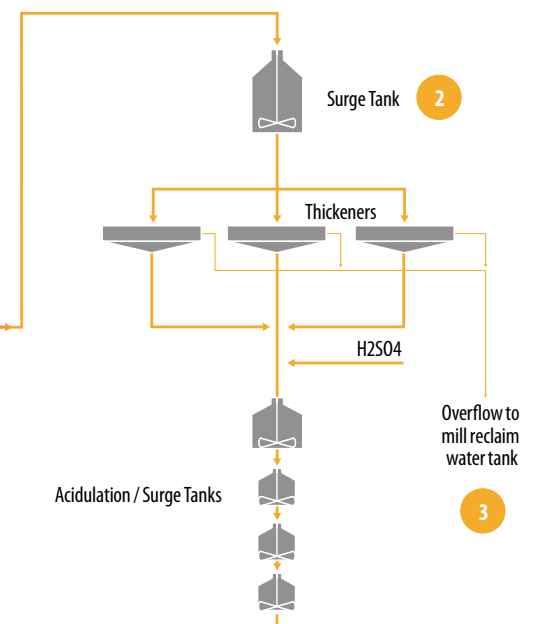 Surge Tank
2
Thickeners
H2SO4
Overflow to
mill reclaim
water tank
Acidulation / Surge Tanks
3